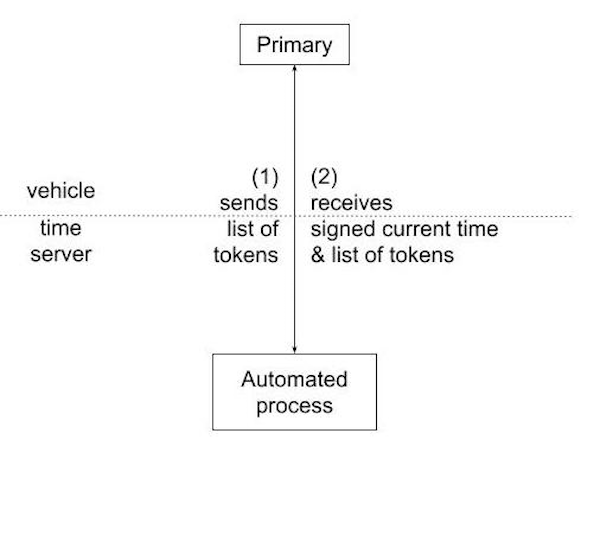 Primary
vehicle
time
server
(1)
sends
list of
tokens
(2)
receives
signed current time
& list of tokens
Automated
process